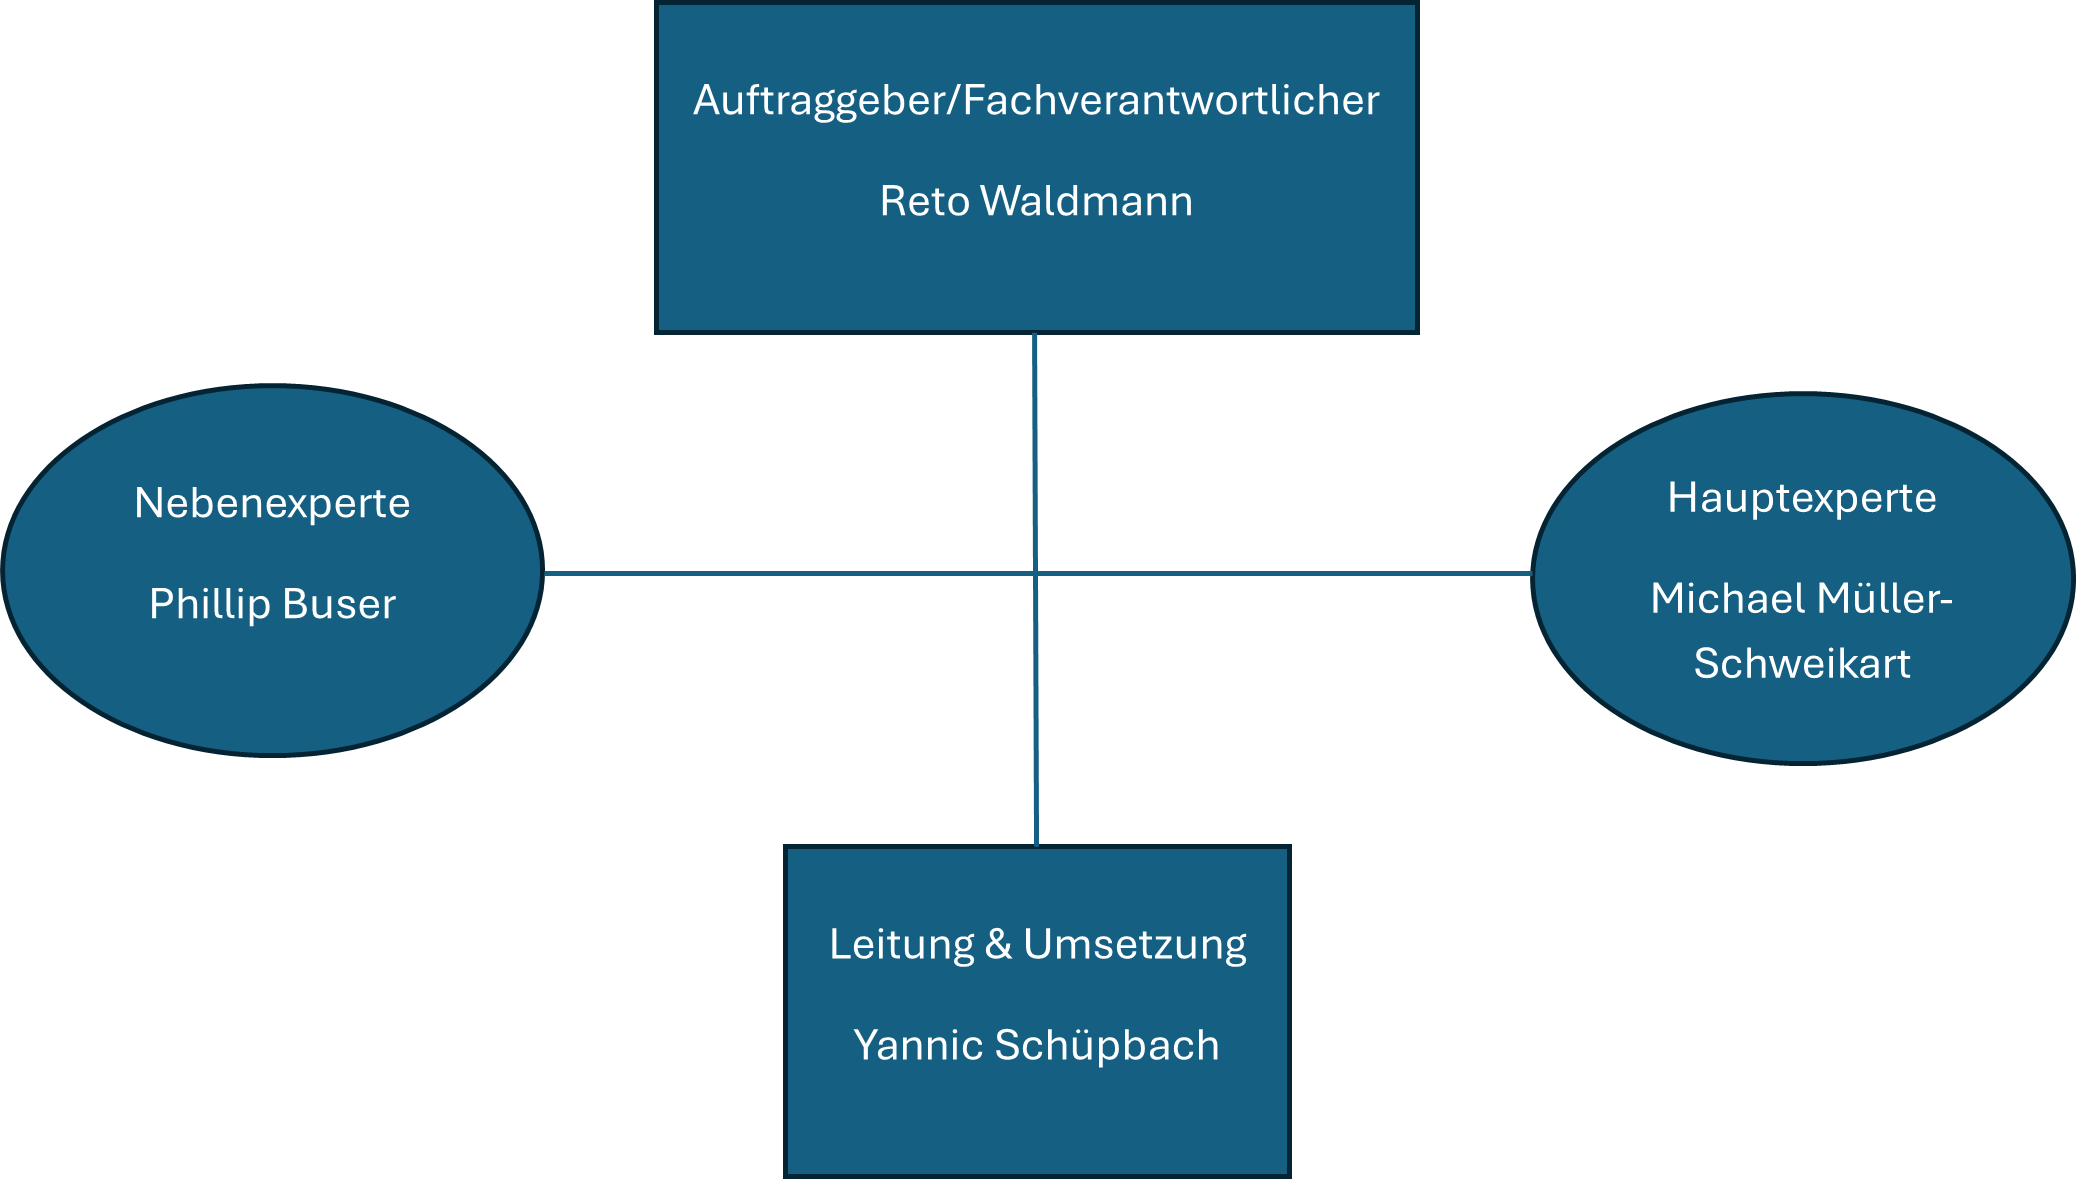 Auftraggeber/Fachverantwortlicher
Reto Waldmann
Nebenexperte
Phillip Buser
Hauptexperte
Michael Müller-
Schweikart
Leitung & Umsetzung
Yannic Schüpbach